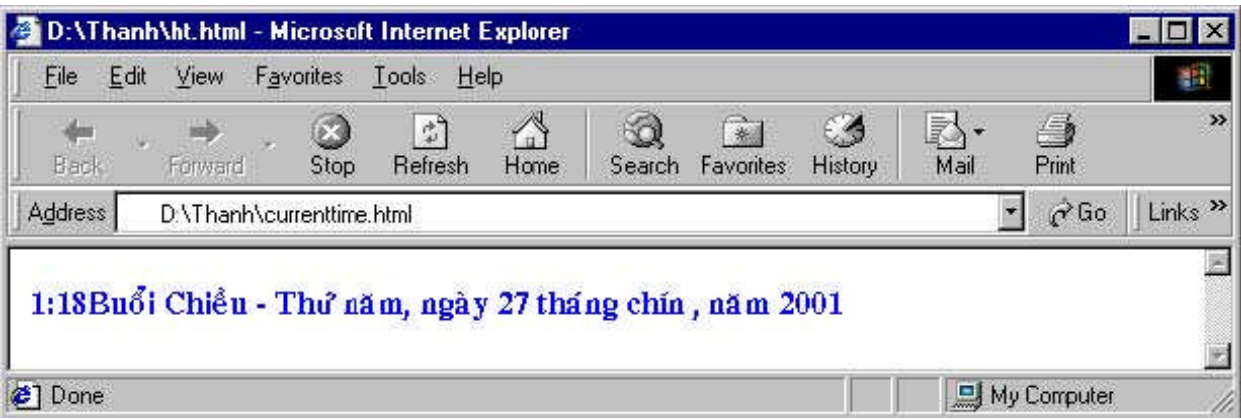 D:\Thanh\ht.html - Microsoft Internet Explorer
File Edit View Favorites Tools Help
Back Forward Stop Refresh Home Search Favorites History Mail Print »
Address D:\Thanh\currenttime.html Go Links »
1:18Buổi Chiều - Thứ năm, ngày 27 tháng chín , năm 2001
Done My Computer